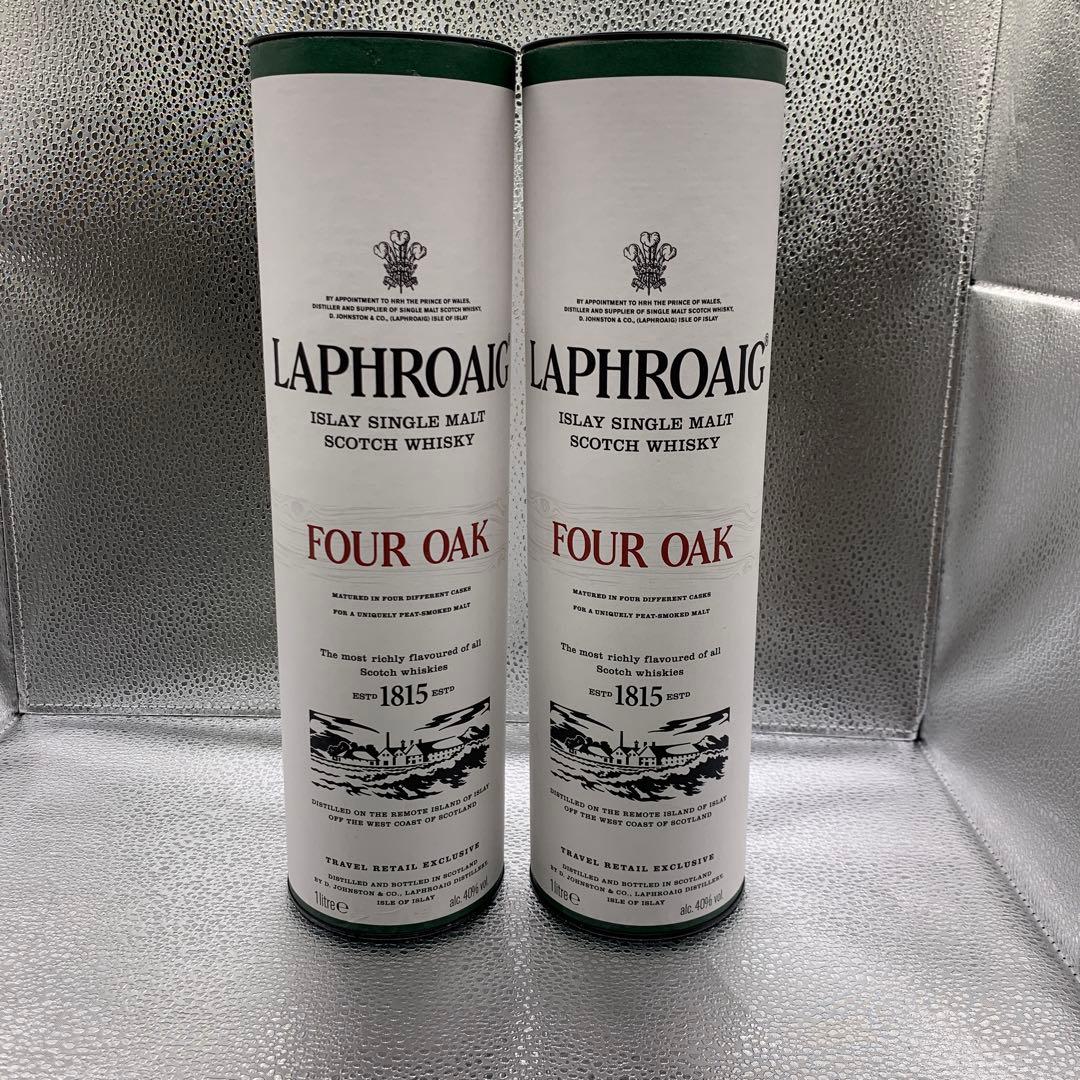 BY APPOINTMENT TO HRH THE PRINCE OF WALES,
DISTILLER AND SUPPLIER OF SINGLE MALT SCOTCH WHISKY,
D. JOHNSTON & CO., (LAPHROAIG) ISLE OF ISLAY
LAPHROAIG®
ISLAY SINGLE MALT
SCOTCH WHISKY
FOUR OAK
MATURED IN FOUR DIFFERENT CASKS
FOR A UNIQUELY PEAT-SMOKED MALT
The most richly flavoured of all
Scotch whiskies
ESTD 1815 ESTD
DISTILLED ON THE REMOTE ISLAND OF ISLAY
OFF THE WEST COAST OF SCOTLAND
TRAVEL RETAIL EXCLUSIVE
DISTILLED AND BOTTLED IN SCOTLAND
BY D. JOHNSTON & CO., LAPHROAIG DISTILLERY,
ISLE OF ISLAY
1 litre e
alc. 40% vol
BY APPOINTMENT TO HRH THE PRINCE OF WALES,
DISTILLER AND SUPPLIER OF SINGLE MALT SCOTCH WHISKY,
D. JOHNSTON & CO., (LAPHROAIG) ISLE OF ISLAY
LAPHROAIG®
ISLAY SINGLE MALT
SCOTCH WHISKY
FOUR OAK
MATURED IN FOUR DIFFERENT CASKS
FOR A UNIQUELY PEAT-SMOKED MALT
The most richly flavoured of all
Scotch whiskies
ESTD 1815 ESTD
DISTILLED ON THE REMOTE ISLAND OF ISLAY
OFF THE WEST COAST OF SCOTLAND
TRAVEL RETAIL EXCLUSIVE
DISTILLED AND BOTTLED IN SCOTLAND
BY D. JOHNSTON & CO., LAPHROAIG DISTILLERY,
ISLE OF ISLAY
1 litre e
alc. 40% vol